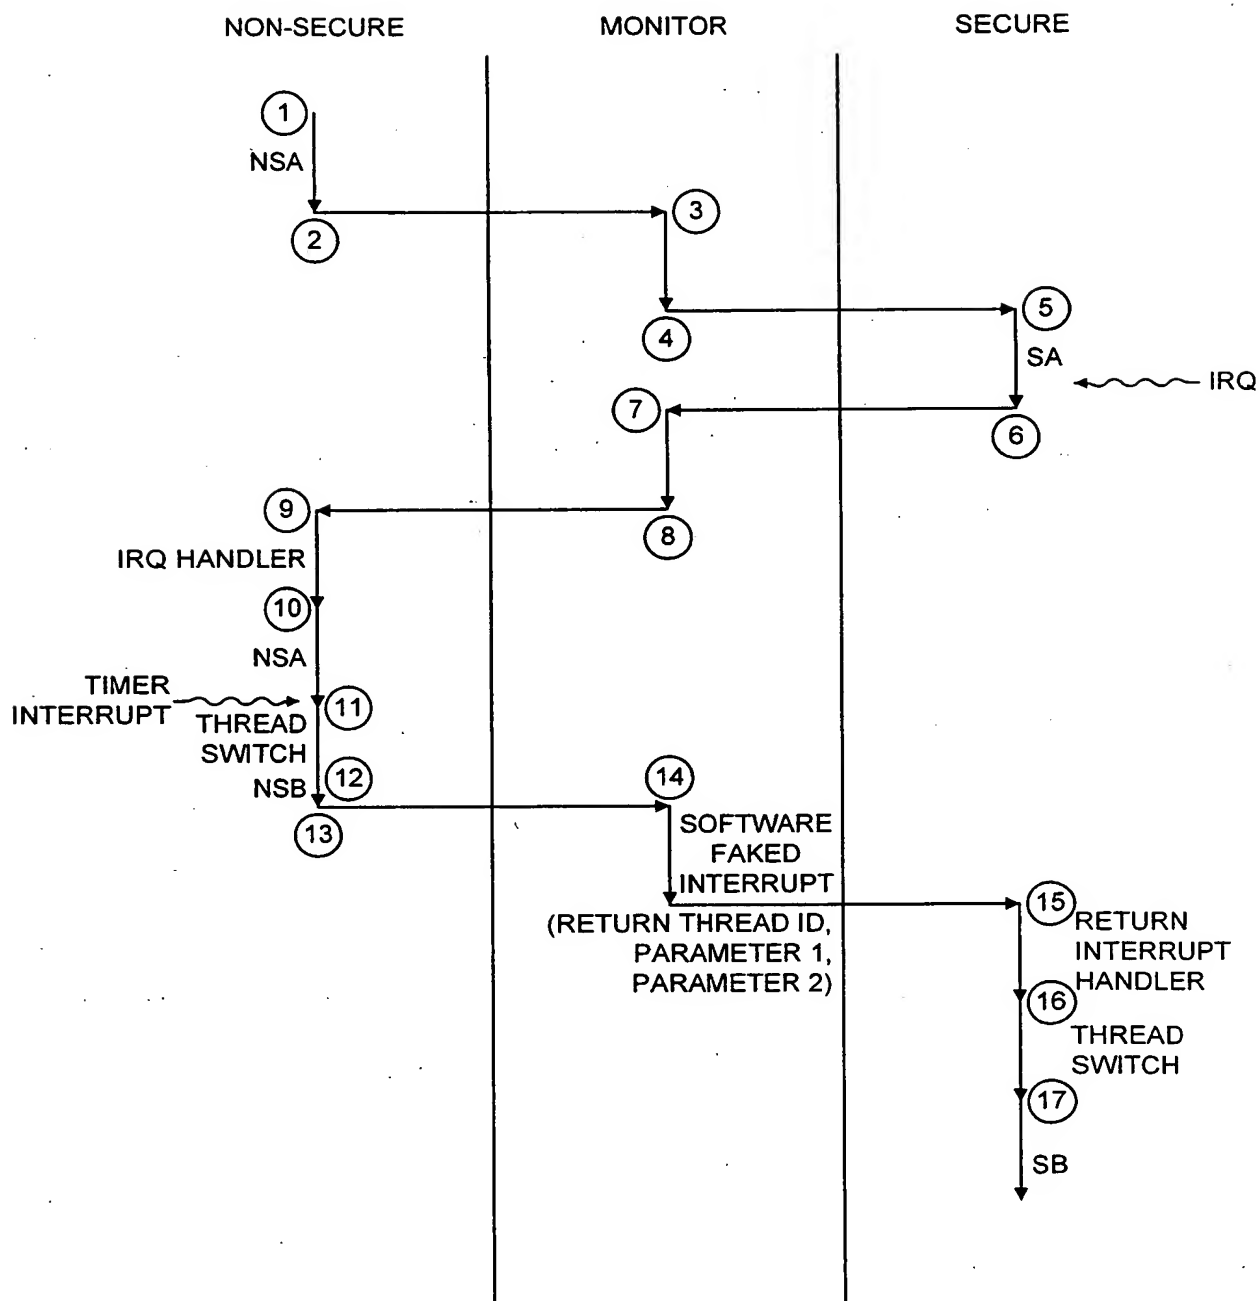 NON-SECURE MONITOR SECURE
1
NSA
2
3
4
5
SA
IRQ
6
7
8
9
IRQ HANDLER
10
NSA
TIMER
INTERRUPT
11
THREAD
SWITCH
NSB
12
13
14
SOFTWARE
FAKED
INTERRUPT
(RETURN THREAD ID,
PARAMETER 1,
PARAMETER 2)
15
RETURN
INTERRUPT
HANDLER
16
THREAD
SWITCH
17
SB